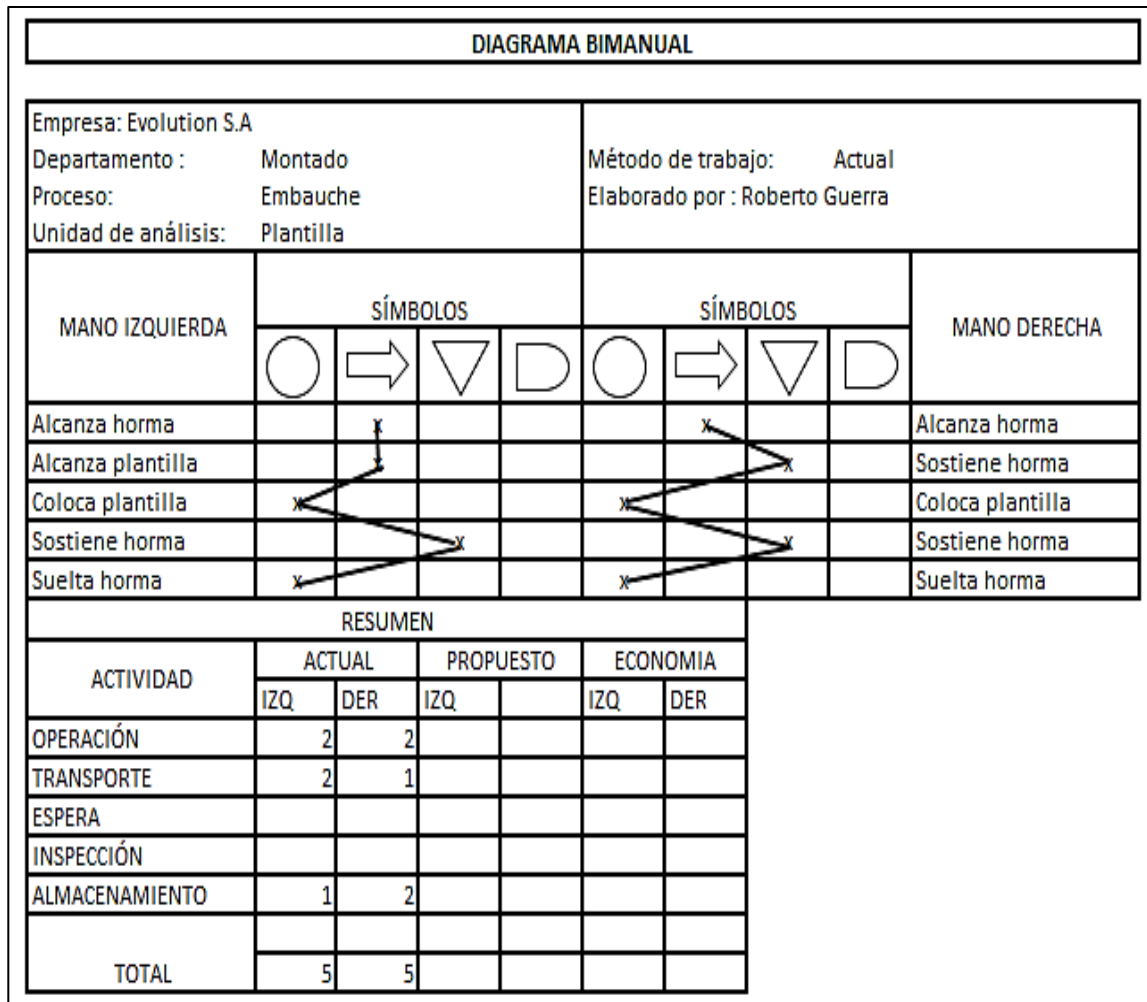 DIAGRAMA BIMANUAL
Empresa: Evolution S.A
Departamento : Montado Método de trabajo: Actual
Proceso: Embauche Elaborado por : Roberto Guerra
Unidad de análisis: Plantilla
MANO IZQUIERDA SÍMBOLOS SÍMBOLOS MANO DERECHA
Alcanza horma x x Alcanza horma
Alcanza plantilla x x Sostiene horma
Coloca plantilla x x Coloca plantilla
Sostiene horma x x Sostiene horma
Suelta horma x x Suelta horma
RESUMEN
ACTIVIDAD ACTUAL PROPUESTO ECONOMIA
IZQ DER IZQ IZQ DER
OPERACIÓN 2 2
TRANSPORTE 2 1
ESPERA
INSPECCIÓN
ALMACENAMIENTO 1 2
TOTAL 5 5